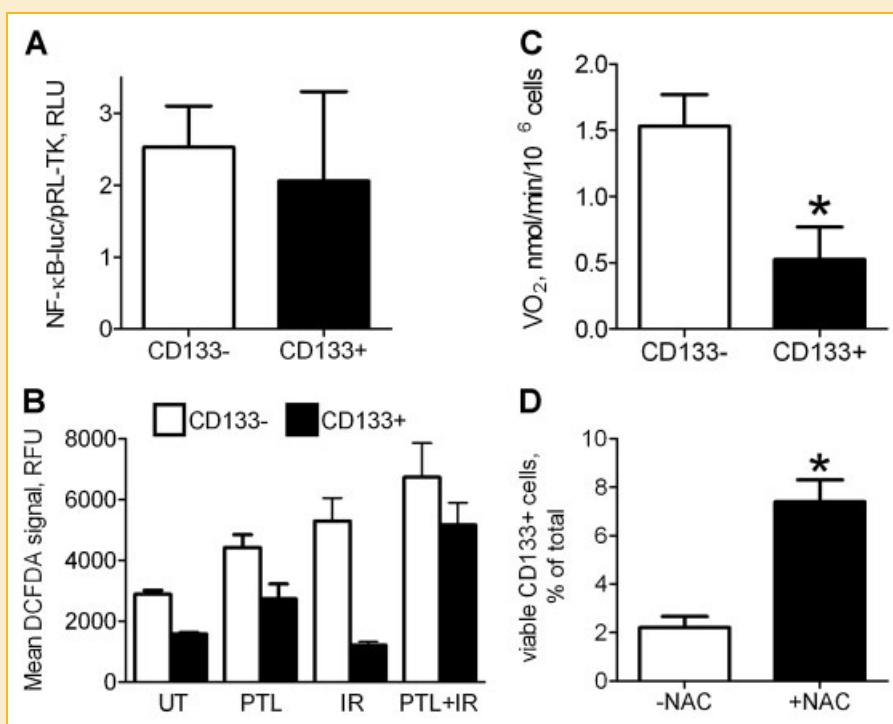 A
NF-κB-luc/pRL-TK, RLU
3
2
1
0
CD133-
CD133+
B
CD133-
CD133+
Mean DCFDA signal, RFU
8000
6000
4000
2000
0
UT
PTL
IR
PTL+IR
C
VO2, nmol/min/10 6 cells
2.0
1.5
1.0
0.5
0.0
*
CD133-
CD133+
D
viable CD133+ cells,
% of total
10
8
6
4
2
0
*
-NAC
+NAC